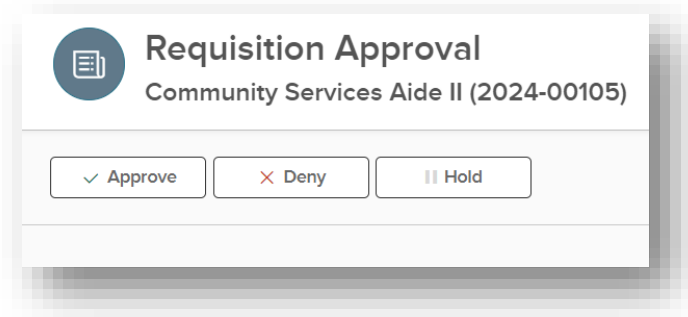 Requisition Approval
Community Services Aide II (2024-00105)
Approve Deny Hold